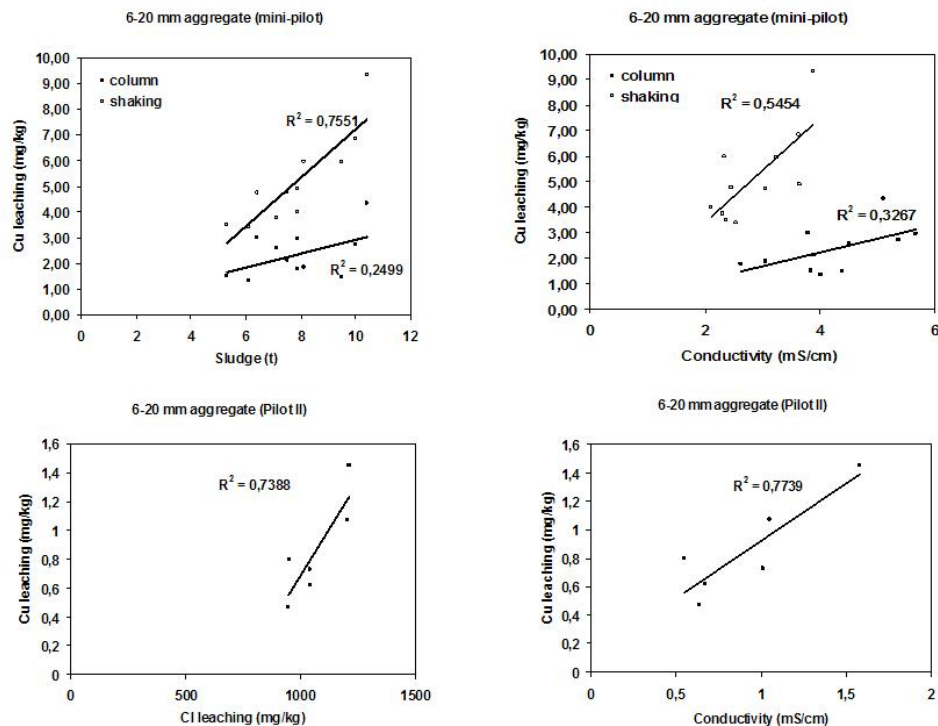 6-20 mm aggregate (mini-pilot)
Cu leaching (mg/kg)
10,00
9,00
8,00
7,00
6,00
5,00
4,00
3,00
2,00
1,00
0,00
column
shaking
R² = 0,7551
R² = 0,2499
0 2 4 6 8 10 12
Sludge (t)
6-20 mm aggregate (mini-pilot)
Cu leaching (mg/kg)
10,00
9,00
8,00
7,00
6,00
5,00
4,00
3,00
2,00
1,00
0,00
column
shaking
R² = 0,5454
R² = 0,3267
0 2 4 6
Conductivity (mS/cm)
6-20 mm aggregate (Pilot II)
Cu leaching (mg/kg)
1,6
1,4
1,2
1
0,8
0,6
0,4
0,2
0
R² = 0,7388
0 500 1000 1500
Cl leaching (mg/kg)
6-20 mm aggregate (Pilot II)
Cu leaching (mg/kg)
1,6
1,4
1,2
1
0,8
0,6
0,4
0,2
0
R² = 0,7739
0 0,5 1 1,5 2
Conductivity (mS/cm)